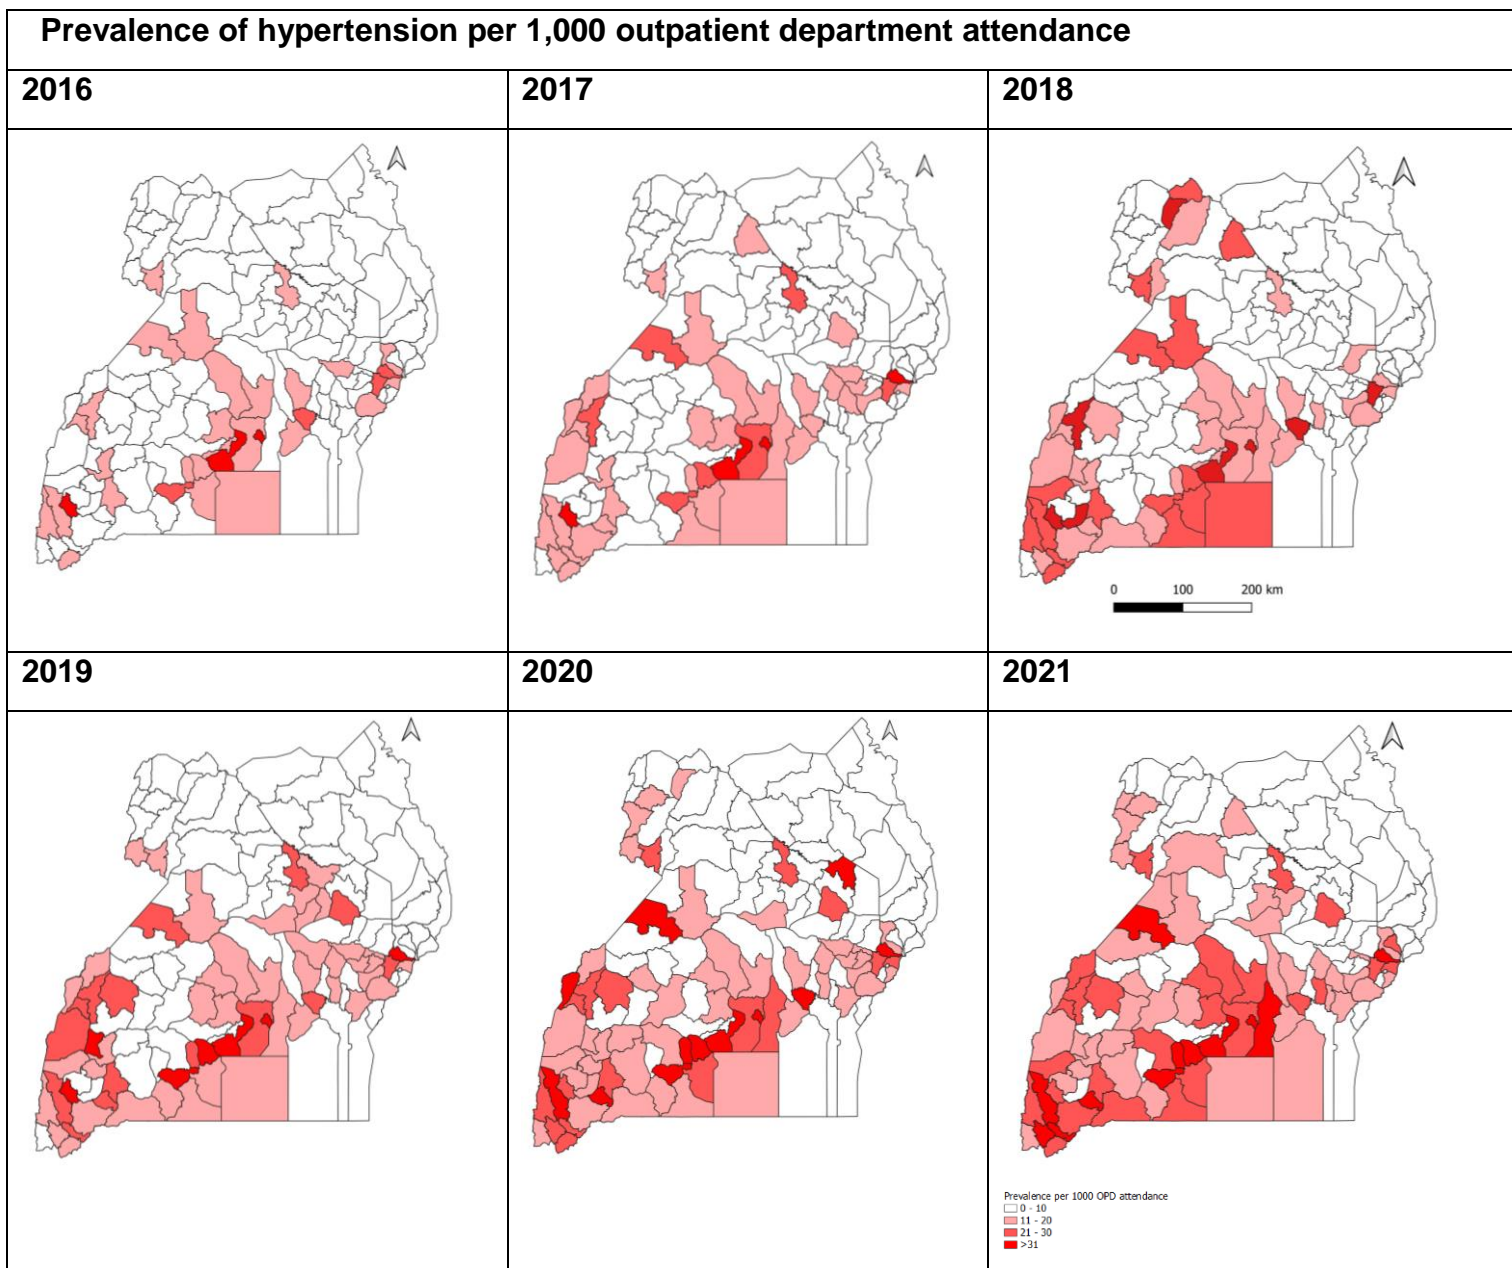 Prevalence of hypertension per 1,000 outpatient department attendance
2016
2017
2018
0 100 200 km
2019
2020
2021
Prevalence per 1000 OPD attendance
0 - 10
11 - 20
21 - 30
>31